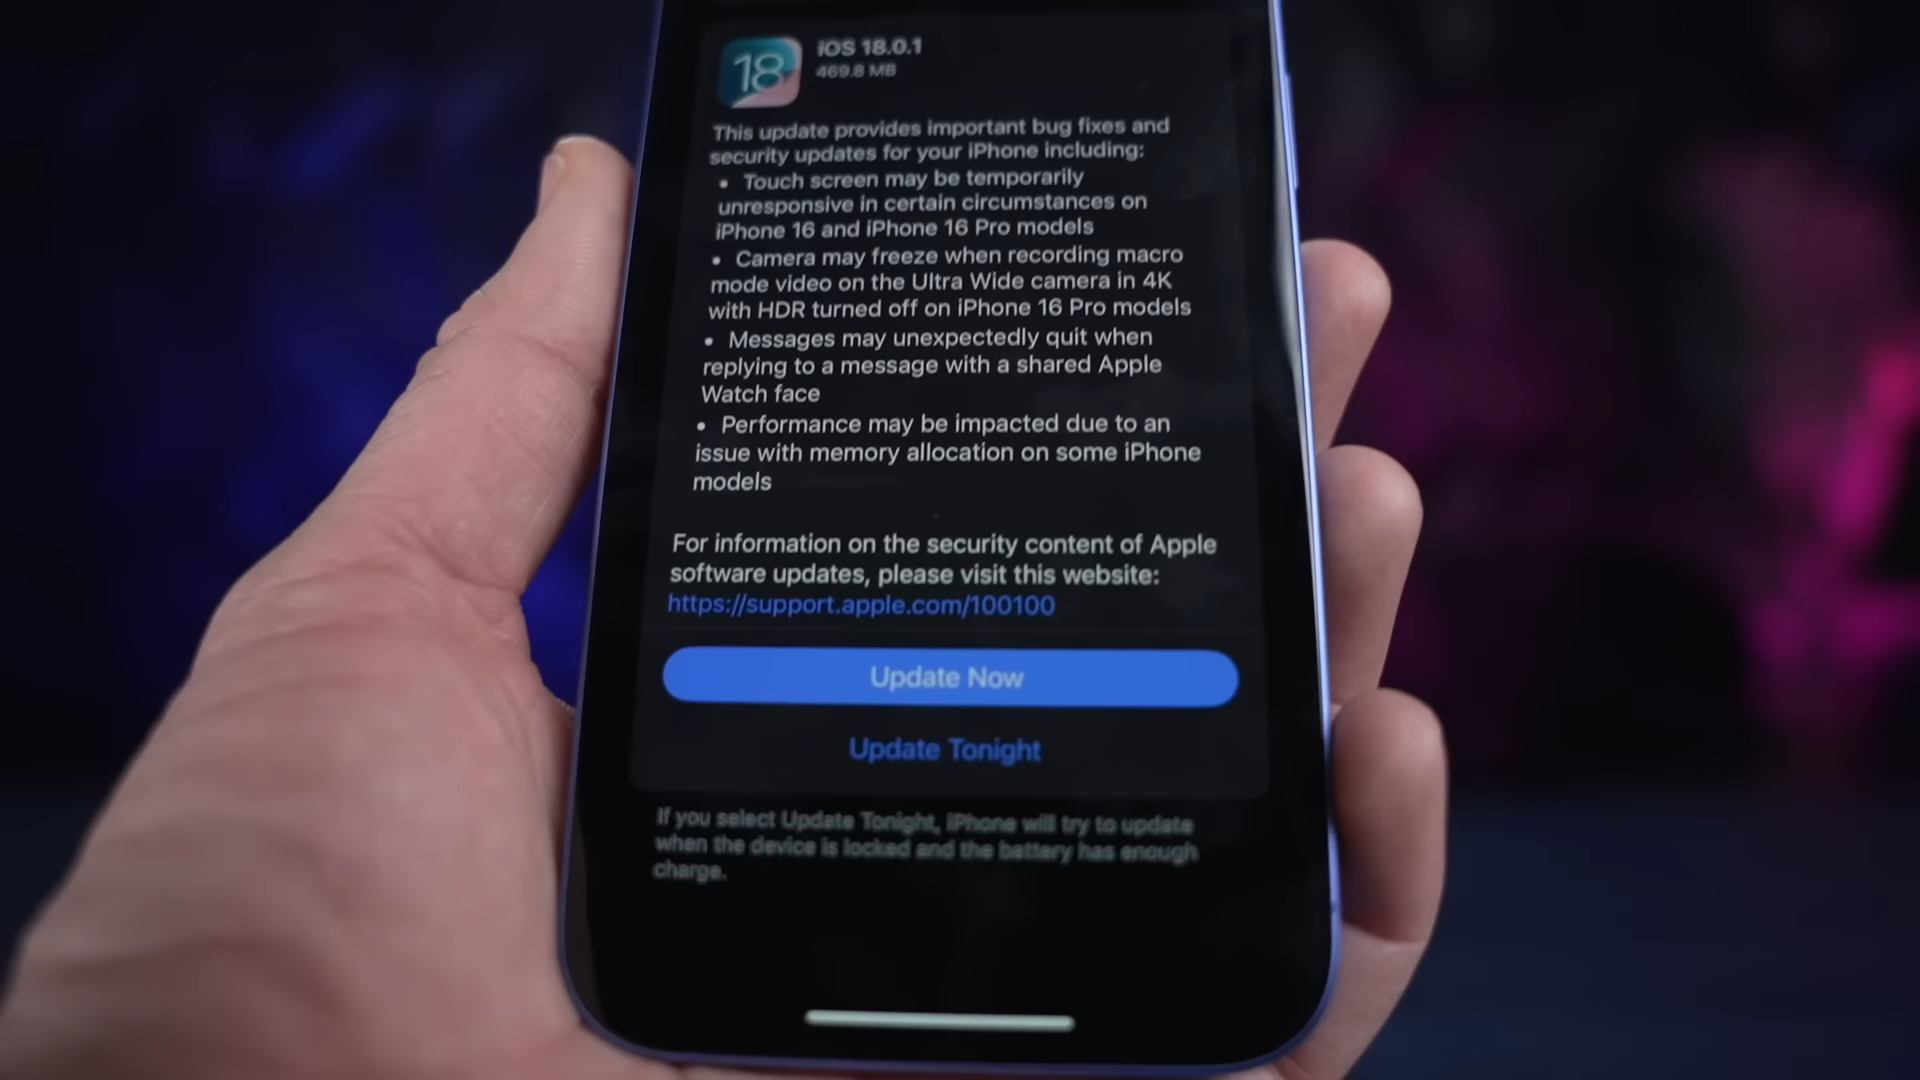 18
iOS 18.0.1
469.8 MB
This update provides important bug fixes and
security updates for your iPhone including:
• Touch screen may be temporarily
unresponsive in certain circumstances on
iPhone 16 and iPhone 16 Pro models
• Camera may freeze when recording macro
mode video on the Ultra Wide camera in 4K
with HDR turned off on iPhone 16 Pro models
• Messages may unexpectedly quit when
replying to a message with a shared Apple
Watch face
• Performance may be impacted due to an
issue with memory allocation on some iPhone
models
For information on the security content of Apple
software updates, please visit this website:
https://support.apple.com/100100
Update Now
Update Tonight
If you select Update Tonight, iPhone will try to update
when the device is locked and the battery has enough
charge.